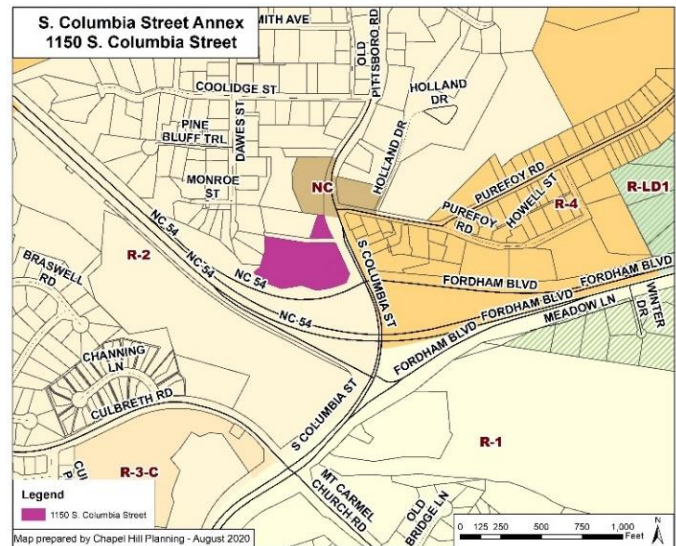 S. Columbia Street Annex
1150 S. Columbia Street
SMITH AVE
OLD
PITTSBORO RD
COOLIDGE ST
HOLLAND
DR
DAWES ST
PINE
BLUFF TRL
HOLLAND DR
MONROE
ST
NC
PUREFOY RD
HOWELL ST
R-LD1
PUREFOY
RD
R-4
NC 54
BRASWELL
RD
R-2
NC 54
NC 54
S COLUMBIA ST
FORDHAM BLVD
FORDHAM BLVD
FORDHAM BLVD
NC 54
FORDHAM BLVD
MEADOW LN
WINTER
DR
CHANNING
LN
CULBRETH RD
S COLUMBIA ST
R-1
R-3-C
MT CARMEL
CHURCH RD
OLD
BRIDGE LN
Legend
1150 S. Columbia Street
0 125 250 500 750 1,000
Feet
Map prepared by Chapel Hill Planning - August 2020